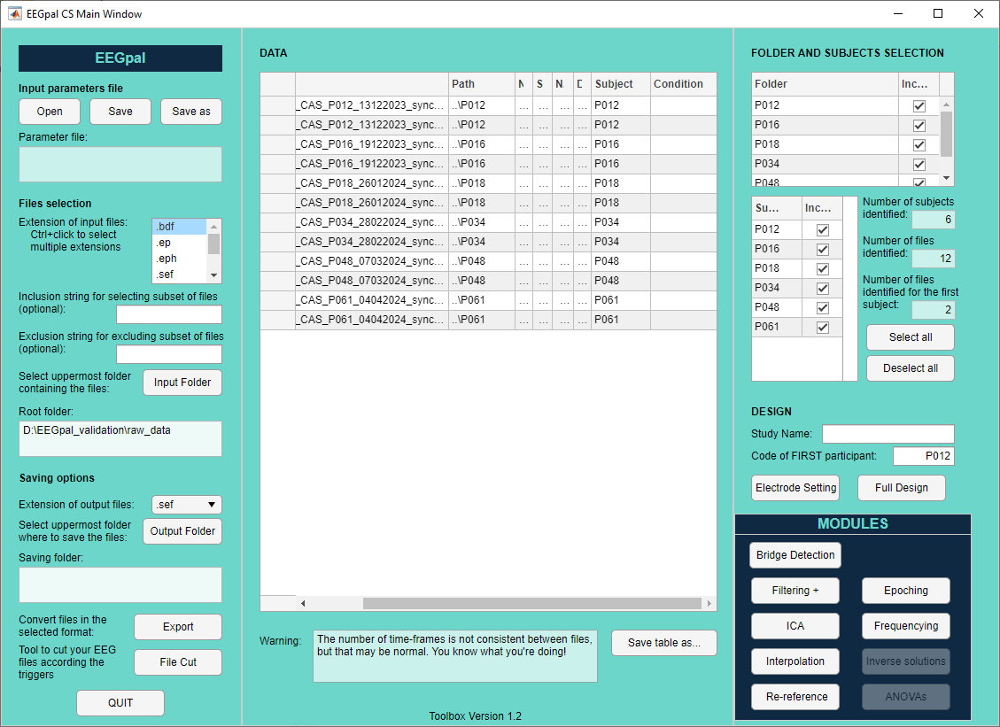 EEGpal CS Main Window
EEGpal
Input parameters file
Open Save Save as
Parameter file:
Files selection
Extension of input files:
Ctrl+click to select
multiple extensions
.bdf
.ep
.eph
.sef
Inclusion string for selecting subset of files
(optional):
Exclusion string for excluding subset of files
(optional):
Select uppermost folder
containing the files:
Input Folder
Root folder:
D:\EEGpal_validation\raw_data
Saving options
Extension of output files:
.sef
Select uppermost folder
where to save the files:
Output Folder
Saving folder:
Convert files in the
selected format:
Export
Tool to cut your EEG
files according the
triggers
File Cut
QUIT
DATA
Path N S N. D Subject Condition
_CAS_P012_13122023_sync... ..\P012 ... ... ... ... P012
_CAS_P012_13122023_sync... ..\P012 ... ... ... ... P012
_CAS_P016_19122023_sync... ..\P016 ... ... ... ... P016
_CAS_P016_19122023_sync... ..\P016 ... ... ... ... P016
_CAS_P018_26012024_sync... ..\P018 ... ... ... ... P018
_CAS_P018_26012024_sync... ..\P018 ... ... ... ... P018
_CAS_P034_28022024_sync... ..\P034 ... ... ... ... P034
_CAS_P034_28022024_sync... ..\P034 ... ... ... ... P034
_CAS_P048_07032024_sync... ..\P048 ... ... ... ... P048
_CAS_P048_07032024_sync... ..\P048 ... ... ... ... P048
_CAS_P061_04042024_sync... ..\P061 ... ... ... ... P061
_CAS_P061_04042024_sync... ..\P061 ... ... ... ... P061
Warning:
The number of time-frames is not consistent between files,
but that may be normal. You know what you're doing!
Save table as...
Toolbox Version 1.2
FOLDER AND SUBJECTS SELECTION
Folder Inc...
P012
P016
P018
P034
P048
Su... Inc...
P012
P016
P018
P034
P048
P061
Number of subjects
identified: 6
Number of files
identified: 12
Number of files
identified for the first
subject: 2
Select all
Deselect all
DESIGN
Study Name:
Code of FIRST participant: P012
Electrode Setting Full Design
MODULES
Bridge Detection
Filtering + Epoching
ICA Frequencying
Interpolation Inverse solutions
Re-reference ANOVAs